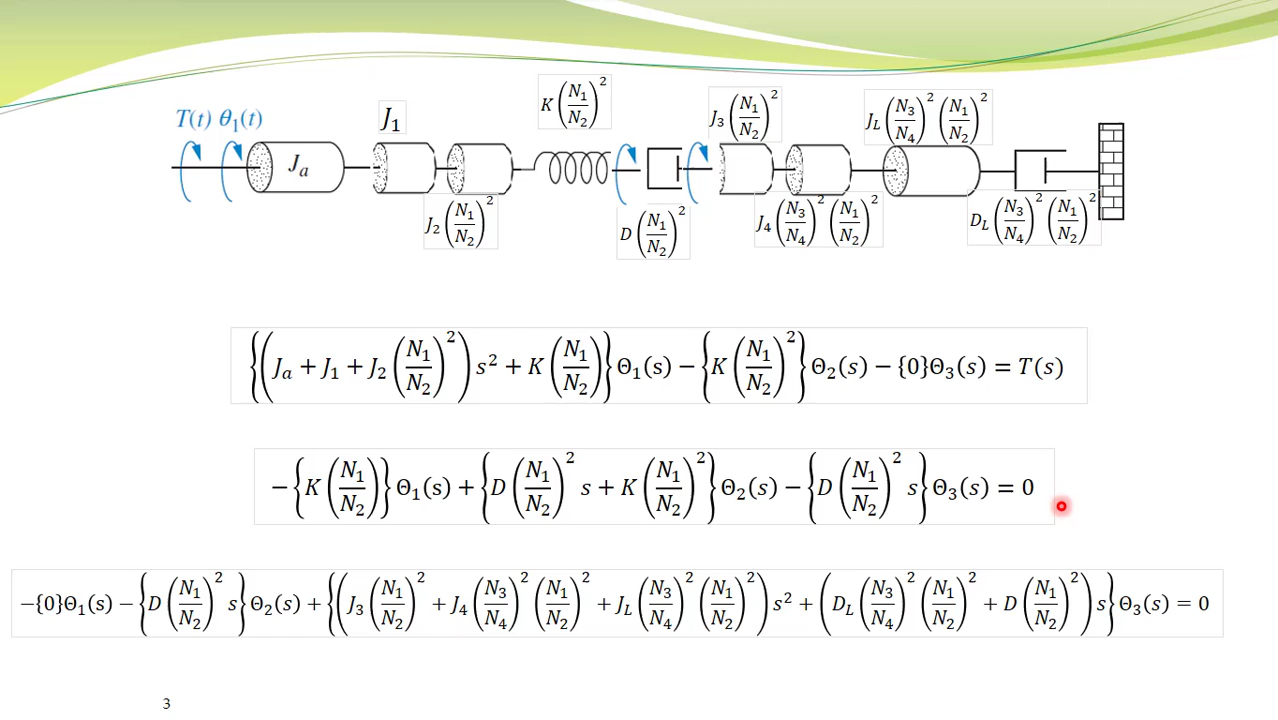 T(t) θ₁(t)
Jₐ
J₁
J₂(N₁/N₂)²
K(N₁/N₂)²
D(N₁/N₂)²
J₃(N₁/N₂)²
J₄(N₃/N₄)²(N₁/N₂)²
J_L(N₃/N₄)²(N₁/N₂)²
D_L(N₃/N₄)²(N₁/N₂)²
{(Jₐ + J₁ + J₂(N₁/N₂)²)s² + K(N₁/N₂)}Θ₁(s) − {K(N₁/N₂)²}Θ₂(s) − {0}Θ₃(s) = T(s)
−{K(N₁/N₂)}Θ₁(s) + {D(N₁/N₂)²s + K(N₁/N₂)²}Θ₂(s) − {D(N₁/N₂)²s}Θ₃(s) = 0
−{0}Θ₁(s) − {D(N₁/N₂)²s}Θ₂(s) + {(J₃(N₁/N₂)² + J₄(N₃/N₄)²(N₁/N₂)² + J_L(N₃/N₄)²(N₁/N₂)²)s² + (D_L(N₃/N₄)²(N₁/N₂)² + D(N₁/N₂)²)s}Θ₃(s) = 0
3